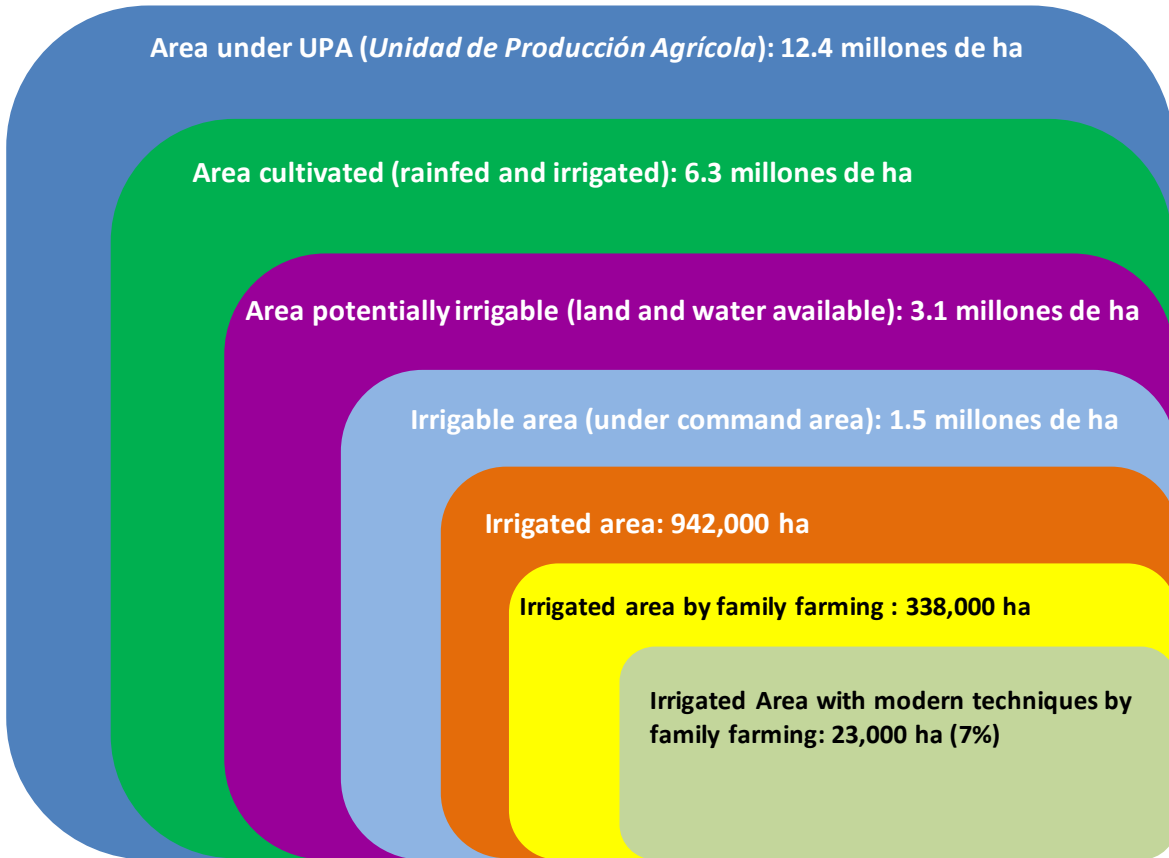 Area under UPA (Unidad de Producción Agrícola): 12.4 millones de ha
Area cultivated (rainfed and irrigated): 6.3 millones de ha
Area potentially irrigable (land and water available): 3.1 millones de ha
Irrigable area (under command area): 1.5 millones de ha
Irrigated area: 942,000 ha
Irrigated area by family farming : 338,000 ha
Irrigated Area with modern techniques by
family farming: 23,000 ha (7%)